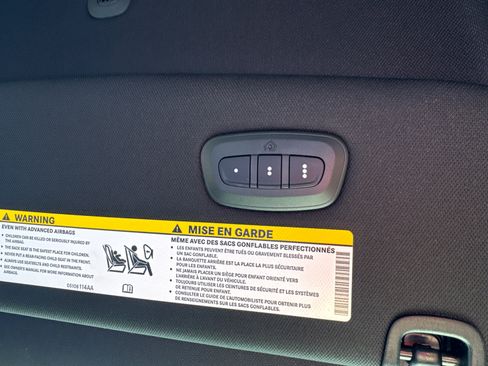 WARNING
EVEN WITH ADVANCED AIRBAGS
• CHILDREN CAN BE KILLED OR SERIOUSLY INJURED BY
THE AIRBAG.
• THE BACK SEAT IS THE SAFEST PLACE FOR CHILDREN.
• NEVER PUT A REAR-FACING CHILD SEAT IN THE FRONT.
• ALWAYS USE SEATBELTS AND CHILD RESTRAINTS.
• SEE OWNER'S MANUAL FOR MORE INFORMATION ABOUT
AIRBAGS.
05108114AA
MISE EN GARDE
MÊME AVEC DES SACS GONFLABLES PERFECTIONNÉS
• LES ENFANTS PEUVENT ÊTRE TUÉS OU GRAVEMENT BLESSÉS PAR
UN SAC GONFLABLE.
• LA BANQUETTE ARRIÈRE EST LA PLACE LA PLUS SÉCURITAIRE
POUR LES ENFANTS.
• NE JAMAIS PLACER UN SIÈGE POUR ENFANT ORIENTÉ VERS
L'ARRIÈRE À L'AVANT DU VÉHICULE.
• TOUJOURS UTILISER LES CEINTURES DE SÉCURITÉ ET LES SYSTÈMES
DE RETENUE POUR ENFANT.
• CONSULTER LE GUIDE DE L'AUTOMOBILISTE POUR OBTENIR PLUS
DE RENSEIGNEMENTS SUR LES SACS GONFLABLES.